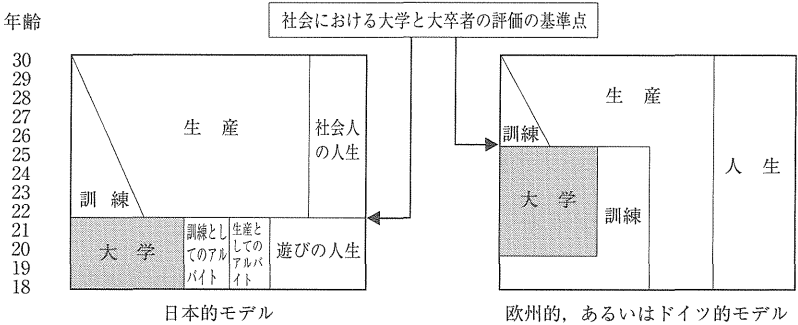 社会における大学と大卒者の評価の基準点
年齢
30
29
28
27
26
25
24
23
22
21
20
19
18
生 産
社会人
の人生
訓 練
大 学
訓練とし
てのアル
バイト
生産と
しての
アルバ
イト
遊びの人生
日本的モデル
生 産
訓練
人 生
大 学
訓練
欧州的，あるいはドイツ的モデル